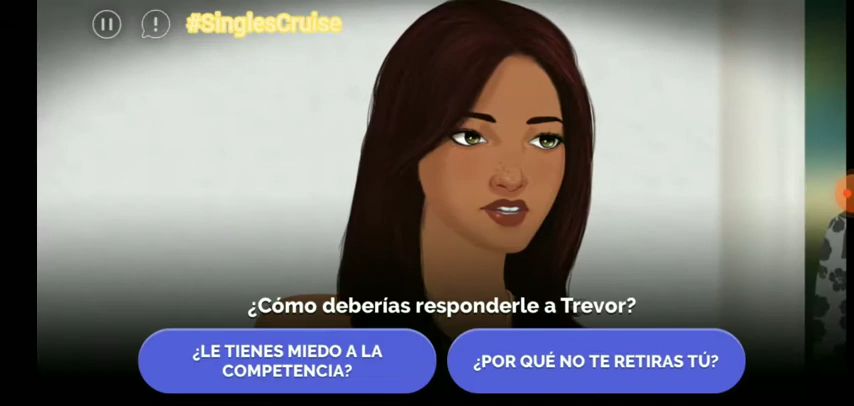 #SinglesCruise
¿Cómo deberías responderle a Trevor?
¿LE TIENES MIEDO A LA
COMPETENCIA?
¿POR QUÉ NO TE RETIRAS TÚ?